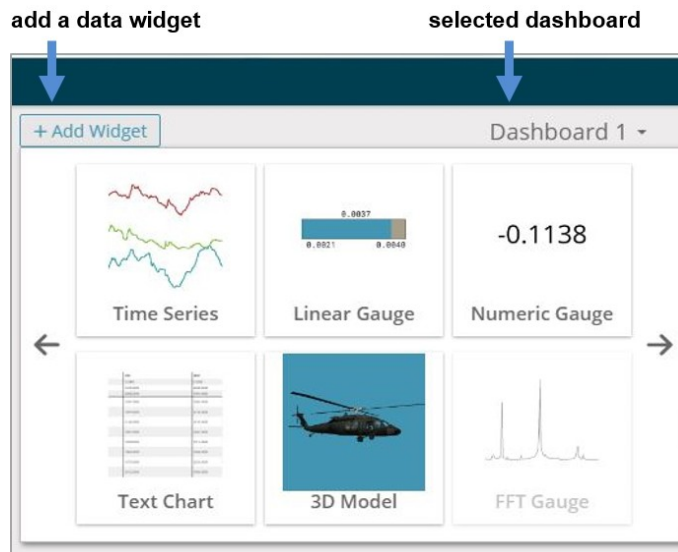 add a data widget
selected dashboard
+ Add Widget
Dashboard 1
0.0037
0.0021
0.0040
-0.1138
Time Series
Linear Gauge
Numeric Gauge
Text Chart
3D Model
FFT Gauge